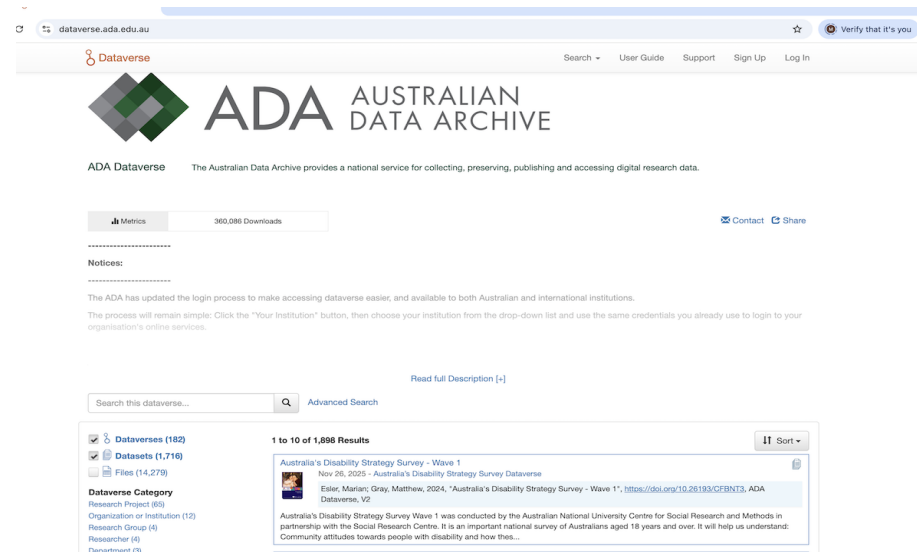 dataverse.ada.edu.au
Verify that it's you
Dataverse
Search
User Guide
Support
Sign Up
Log In
ADA AUSTRALIAN DATA ARCHIVE
ADA Dataverse
The Australian Data Archive provides a national service for collecting, preserving, publishing and accessing digital research data.
Metrics
360,086 Downloads
Contact
Share
-----------------------
Notices:
-----------------------
The ADA has updated the login process to make accessing dataverse easier, and available to both Australian and international institutions.
The process will remain simple: Click the "Your Institution" button, then choose your institution from the drop-down list and use the same credentials you already use to login to your
organisation's online services.
Read full Description [+]
Search this dataverse...
Advanced Search
Dataverses (182)
Datasets (1,716)
Files (14,279)
Dataverse Category
Research Project (65)
Organization or Institution (12)
Research Group (4)
Researcher (4)
Department (3)
1 to 10 of 1,898 Results
Sort
Australia's Disability Strategy Survey - Wave 1
Nov 26, 2025 - Australia's Disability Strategy Survey Dataverse
Esler, Marian; Gray, Matthew, 2024, "Australia's Disability Strategy Survey - Wave 1", https://doi.org/10.26193/CFBNT3, ADA
Dataverse, V2
Australia's Disability Strategy Survey Wave 1 was conducted by the Australian National University Centre for Social Research and Methods in
partnership with the Social Research Centre. It is an important national survey of Australians aged 18 years and over. It will help us understand:
Community attitudes towards people with disability and how thes...